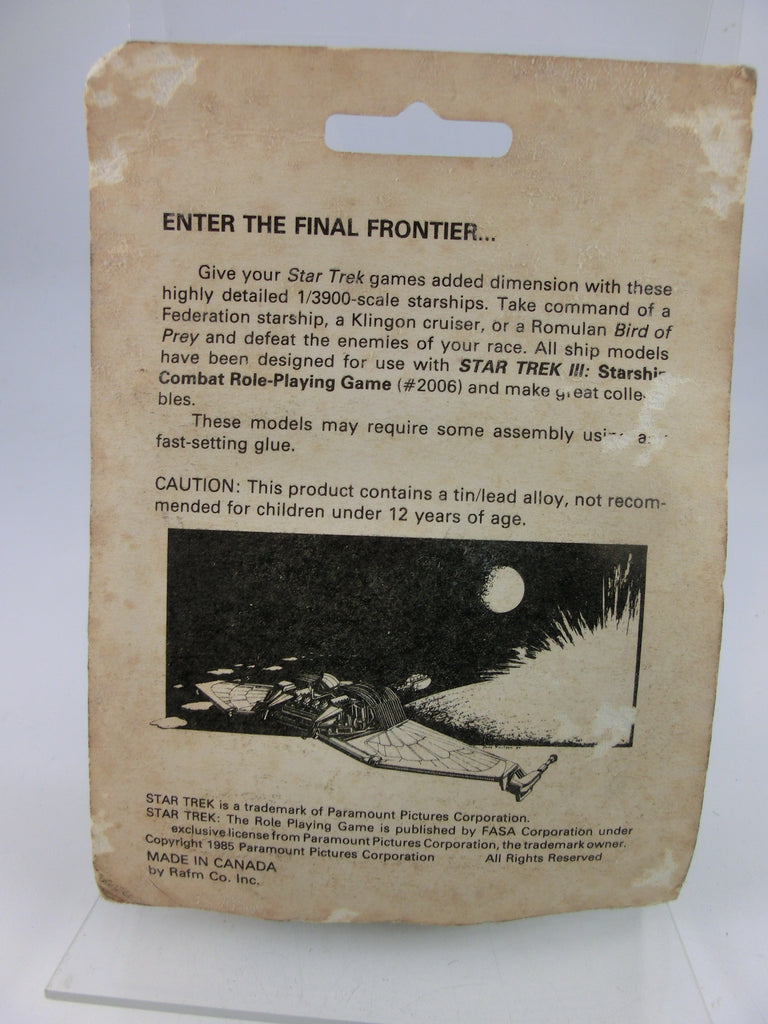 ENTER THE FINAL FRONTIER...
Give your Star Trek games added dimension with these
highly detailed 1/3900-scale starships. Take command of a
Federation starship, a Klingon cruiser, or a Romulan Bird of
Prey and defeat the enemies of your race. All ship models
have been designed for use with STAR TREK III: Starship
Combat Role-Playing Game (#2006) and make great
bles.
These models may require some assembly
fast-setting glue.
CAUTION: This product contains a tin/lead alloy, not recom-
mended for children under 12 years of age.
STAR TREK is a trademark of Paramount Pictures Corporation.
STAR TREK: The Role Playing Game is published by FASA Corporation under
exclusive license from Paramount Pictures Corporation, the trademark owner.
Copyright 1985 Paramount Pictures Corporation All Rights Reserved
MADE IN CANADA
by Rafm Co. Inc.